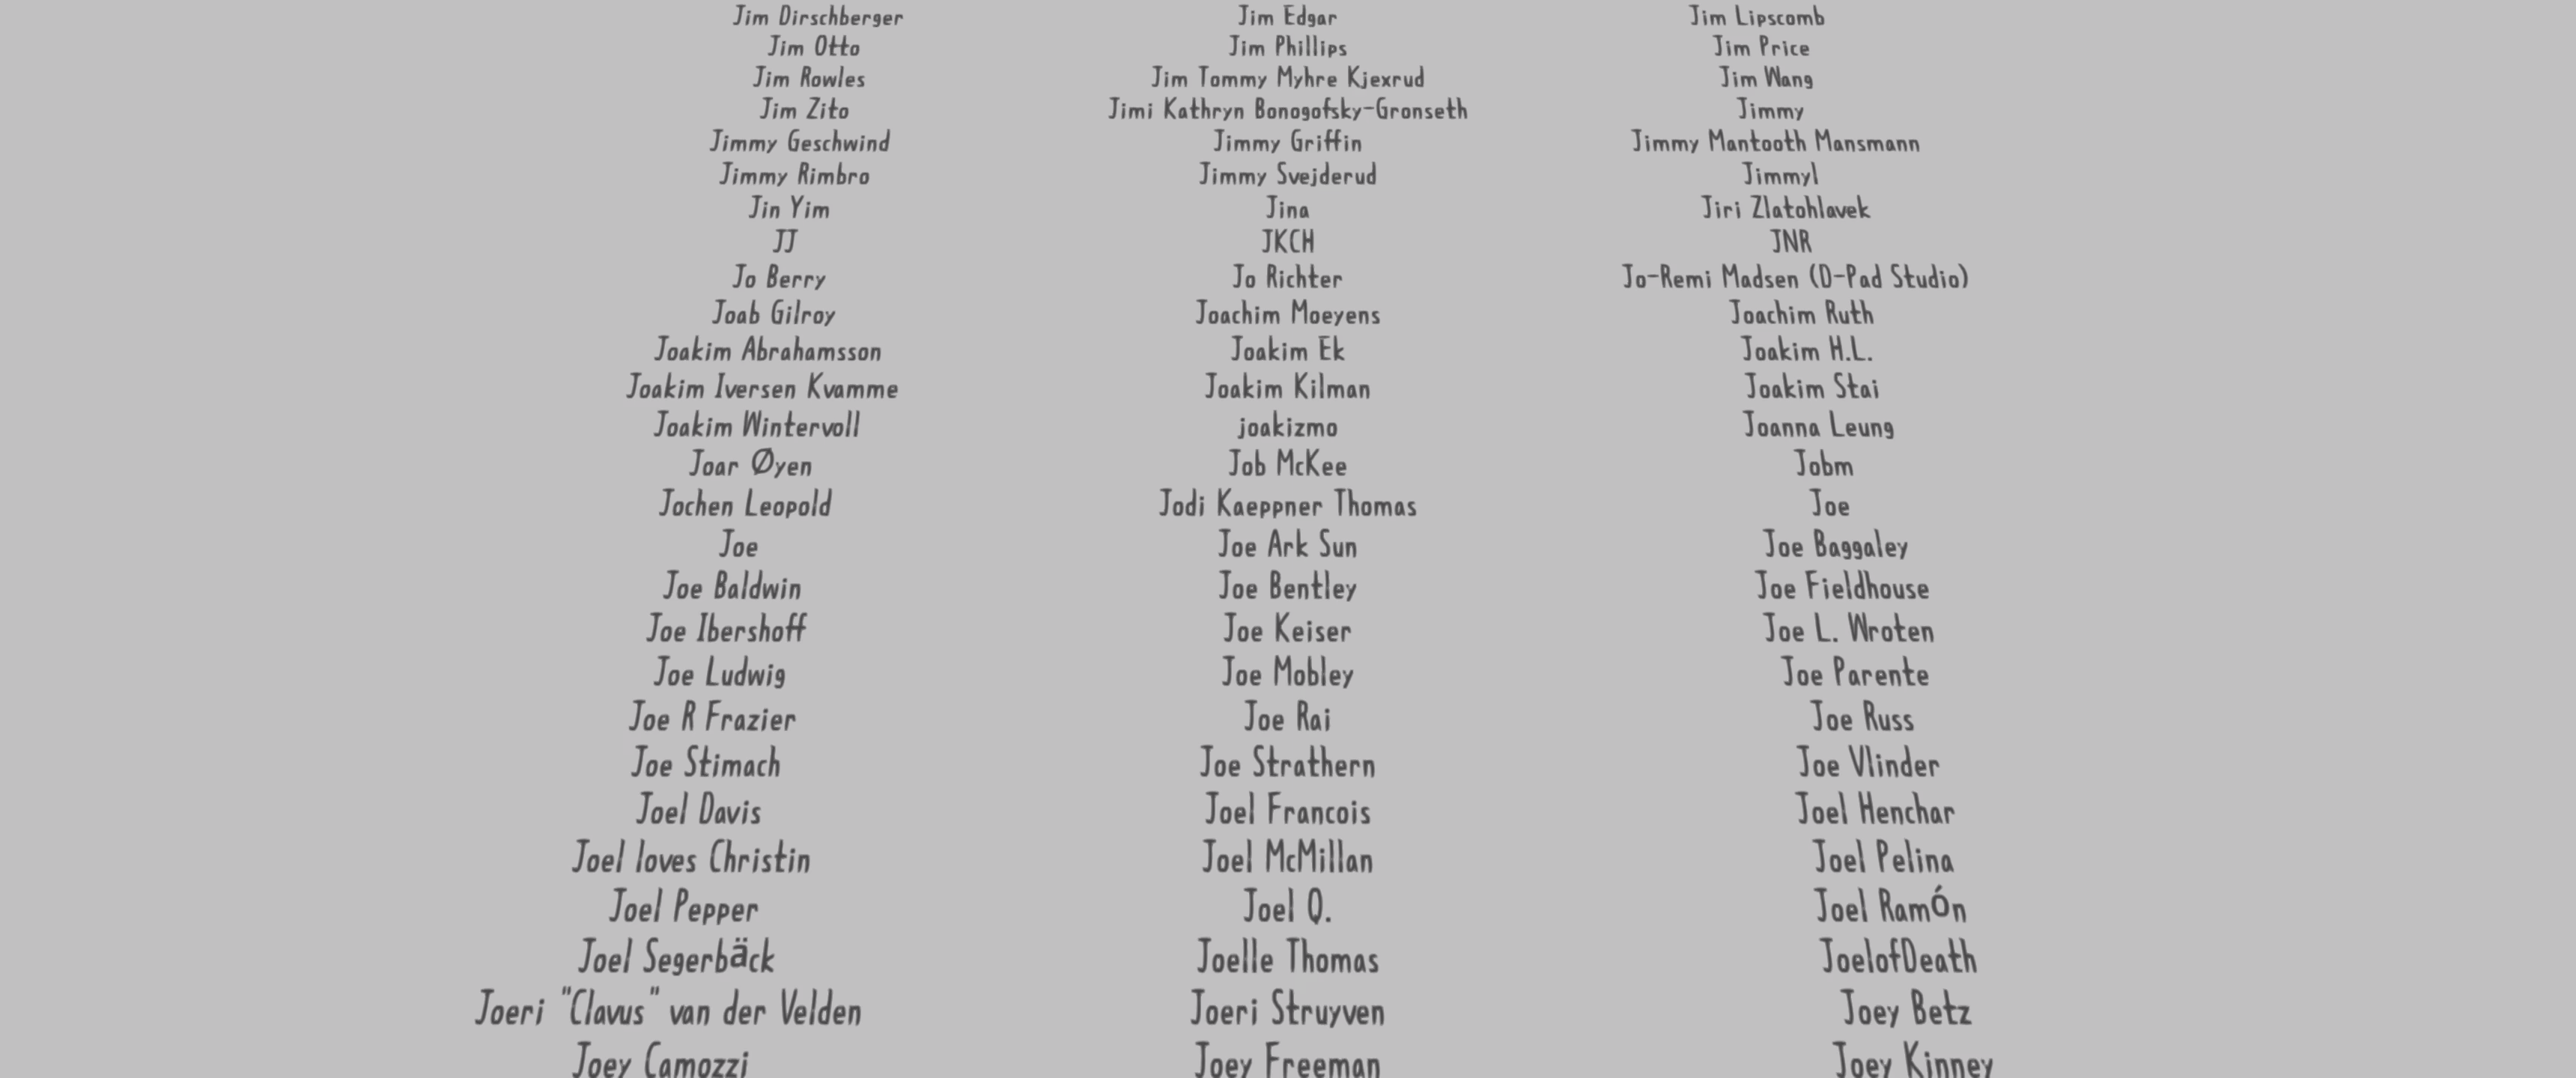 Jim Dirschberger Jim Edgar Jim Lipscomb
Jim Otto Jim Phillips Jim Price
Jim Rowles Jim Tommy Myhre Kjexrud Jim Wang
Jim Zito Jimi Kathryn Bonogofsky-Gronseth Jimmy
Jimmy Geschwind Jimmy Griffin Jimmy Mantooth Mansmann
Jimmy Rimbro Jimmy Svejderud Jimmyl
Jin Yim Jina Jiri Zlatohlavek
JJ JKCH JNR
Jo Berry Jo Richter Jo-Remi Madsen (D-Pad Studio)
Joab Gilroy Joachim Moeyens Joachim Ruth
Joakim Abrahamsson Joakim Ek Joakim H.L.
Joakim Iversen Kvamme Joakim Kilman Joakim Stai
Joakim Wintervoll joakizmo Joanna Leung
Joar Øyen Job McKee Jobm
Jochen Leopold Jodi Kaeppner Thomas Joe
Joe Joe Ark Sun Joe Baggaley
Joe Baldwin Joe Bentley Joe Fieldhouse
Joe Ibershoff Joe Keiser Joe L. Wroten
Joe Ludwig Joe Mobley Joe Parente
Joe R Frazier Joe Rai Joe Russ
Joe Stimach Joe Strathern Joe Vlinder
Joel Davis Joel Francois Joel Henchar
Joel loves Christin Joel McMillan Joel Pelina
Joel Pepper Joel Q. Joel Ramón
Joel Segerbäck Joelle Thomas JoelofDeath
Joeri "Clavus" van der Velden Joeri Struyven Joey Betz
Joey Camozzi Joey Freeman Joey Kinney